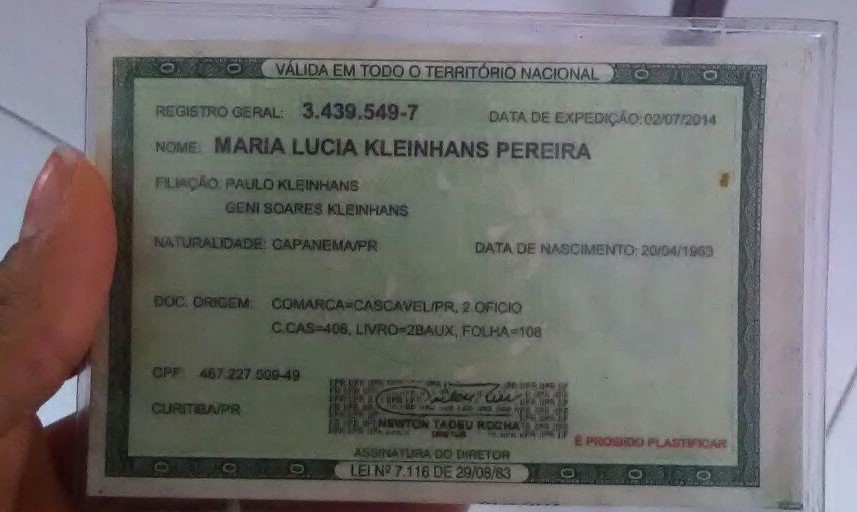 VÁLIDA EM TODO O TERRITÓRIO NACIONAL
REGISTRO GERAL: 3.439.549-7 DATA DE EXPEDIÇÃO: 02/07/2014
NOME: MARIA LUCIA KLEINHANS PEREIRA
FILIAÇÃO: PAULO KLEINHANS
GENI SOARES KLEINHANS
NATURALIDADE: CAPANEMA/PR DATA DE NASCIMENTO: 20/04/1963
DOC. ORIGEM: COMARCA=CASCAVEL/PR, 2 OFICIO
C.CAS=406, LIVRO=2BAUX, FOLHA=108
CPF: 467.227.509-49
CURITIBA/PR
NEWTON TADEU ROCHA
DIRETOR
É PROIBIDO PLASTIFICAR
ASSINATURA DO DIRETOR
LEI Nº 7.116 DE 29/08/83